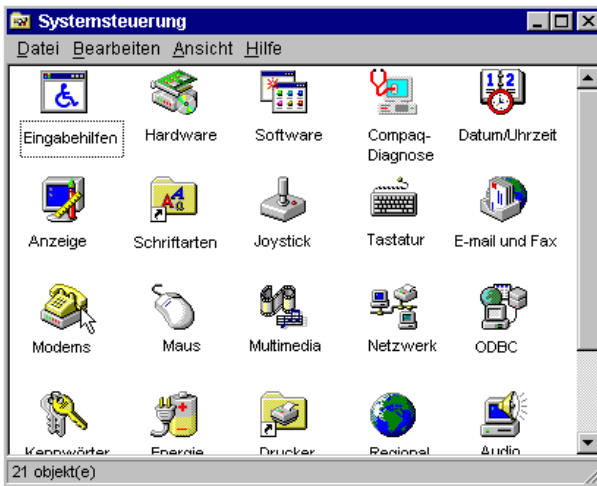 Systemsteuerung
Datei Bearbeiten Ansicht Hilfe
Eingabehilfen Hardware Software Compaq-Diagnose Datum/Uhrzeit
Anzeige Schriftarten Joystick Tastatur E-mail und Fax
Modems Maus Multimedia Netzwerk ODBC
Kennwörter Energie Drucker Regional Audio
21 objekt(e)